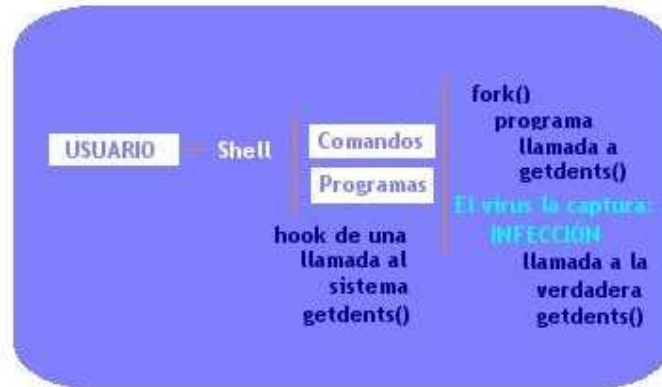 USUARIO
Shell
Comandos
Programas
hook de una
llamada al
sistema
getdents()
fork()
programa
llamada a
getdents()
El virus la captura:
INFECCIÓN
llamada a la
verdadera
getdents()